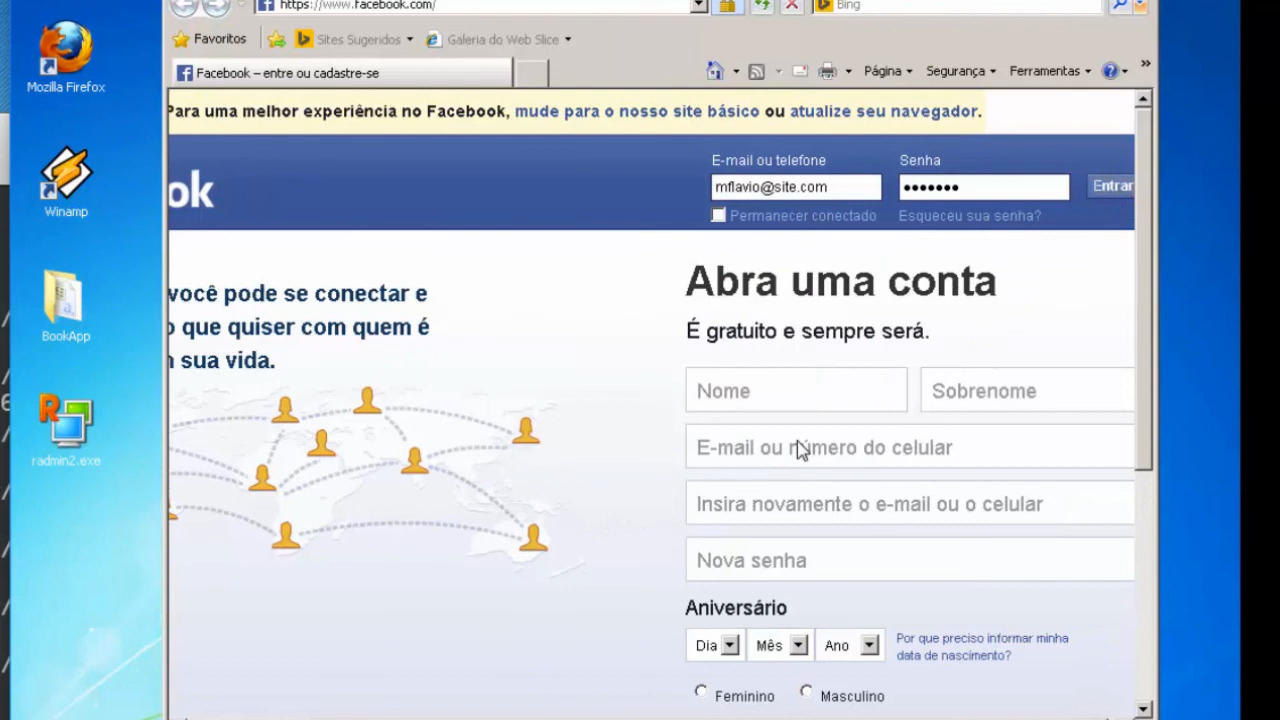 https://www.facebook.com/
Bing
Favoritos
Sites Sugeridos
Galeria do Web Slice
Facebook – entre ou cadastre-se
Página
Segurança
Ferramentas
Para uma melhor experiência no Facebook, mude para o nosso site básico ou atualize seu navegador.
E-mail ou telefone
Senha
ok
mflavio@site.com
•••••••
Entrar
Permanecer conectado
Esqueceu sua senha?
Abra uma conta
É gratuito e sempre será.
você pode se conectar e
o que quiser com quem é
sua vida.
Nome
Sobrenome
E-mail ou número do celular
Insira novamente o e-mail ou o celular
Nova senha
Aniversário
Dia
Mês
Ano
Por que preciso informar minha
data de nascimento?
Feminino
Masculino
Mozilla Firefox
Winamp
BookApp
radmin2.exe